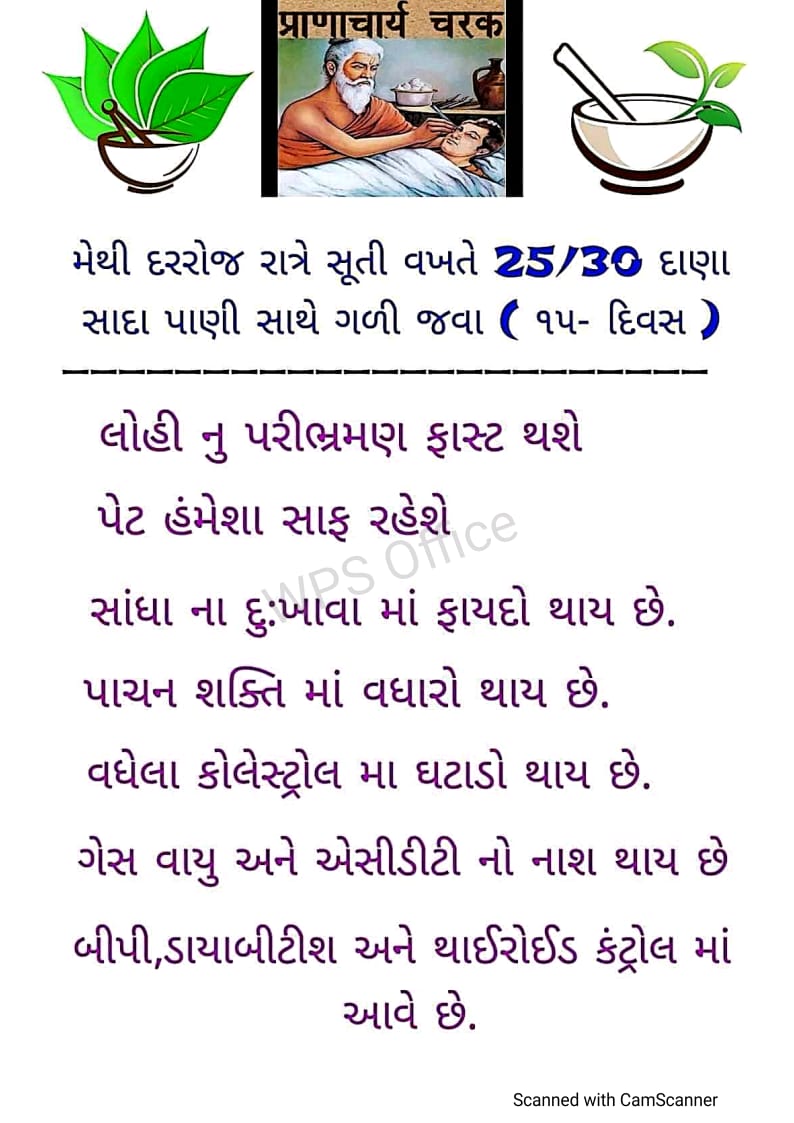 प्राणाचार्य चरक
મેથી દરરોજ રાત્રે સૂતી વખતે 25/30 દાણા
સાદા પાણી સાથે ગળી જવા ( ૧૫- દિવસ )
લોહી નુ પરીભ્રમણ ફાસ્ટ થશે
પેટ હંમેશા સાફ રહેશે
WPS Office
સાંધા ના દુ:ખાવા માં ફાયદો થાય છે.
પાચન શક્તિ માં વધારો થાય છે.
વધેલા કોલેસ્ટ્રોલ મા ઘટાડો થાય છે.
ગેસ વાયુ અને એસીડીટી નો નાશ થાય છે
બીપી,ડાયાબીટીશ અને થાઈરોઈડ કંટ્રોલ માં
આવે છે.
Scanned with CamScanner